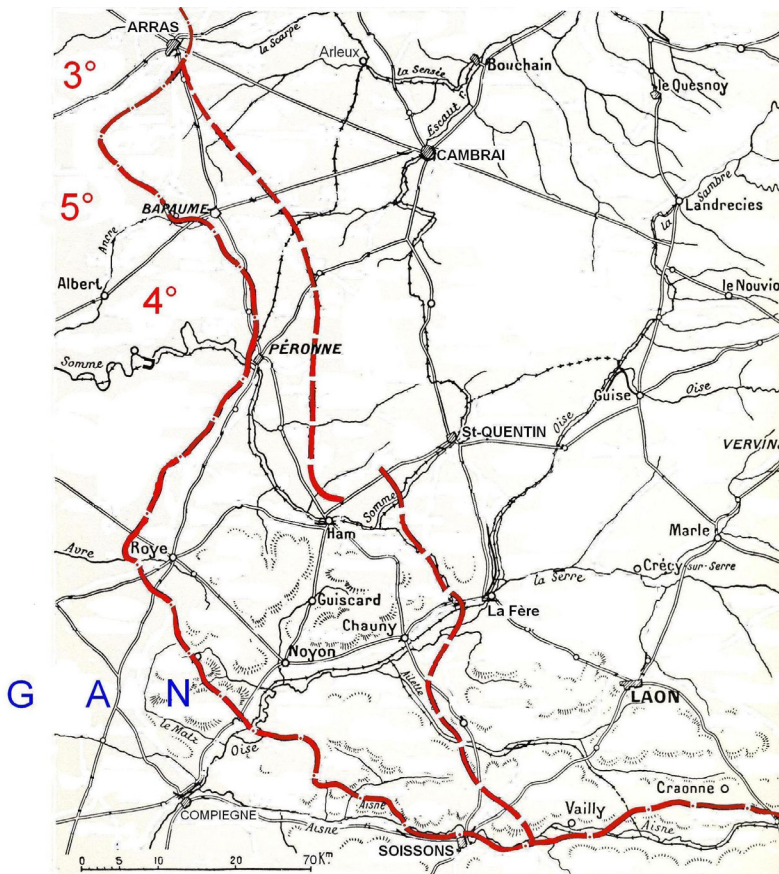 ARRAS
la Scarpe
Arleux
la Sensée
Bouchain
3°
le Quesnoy
Escaut F.
CAMBRAI
5°
BAPAUME
la Sambre
Landrecies
Ancre
Albert
4°
le Nouvio
Somme
PÉRONNE
Guise
Oise
Oise
St-QUENTIN
VERVIN
Somme
Ham
Marle
Avre
Roye
Crécy-sur-Serre
la Serre
Guiscard
La Fère
Chauny
Noyon
Ailette
LAON
G A N
le Matz
Oise
Craonne
Aisne
Vailly
COMPIEGNE
Aisne
Aisne
SOISSONS
0 5 10 20 70 Km